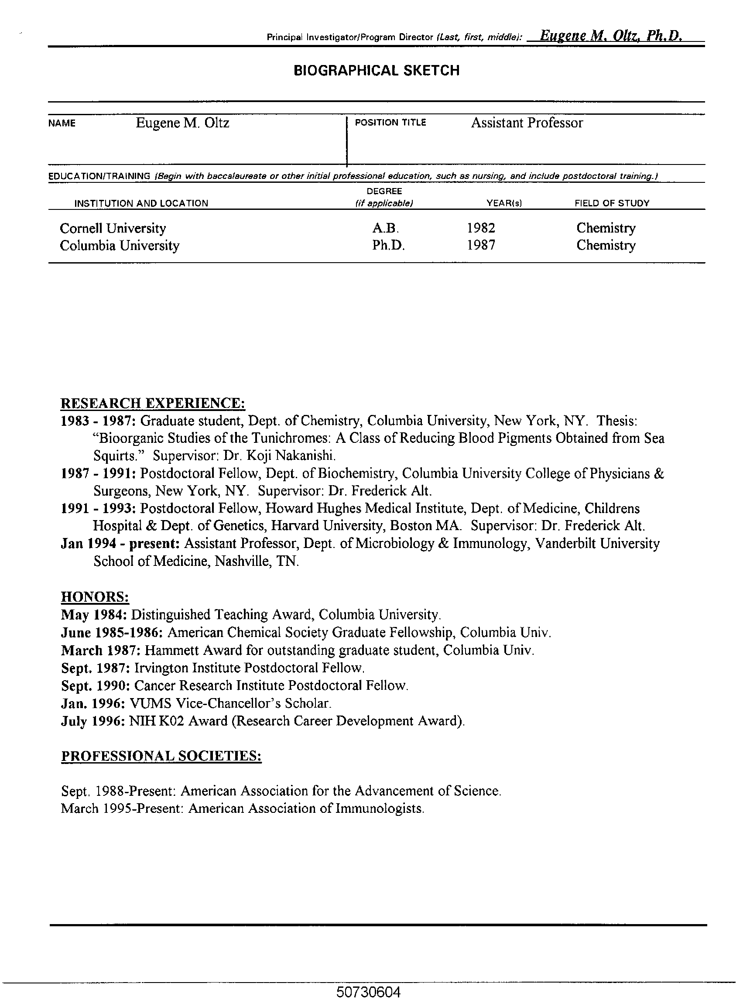 Principal Investigator/Program Director (Last, first, middle): Eugene M. Oltz, Ph.D.
BIOGRAPHICAL SKETCH
NAME Eugene M. Oltz POSITION TITLE Assistant Professor
EDUCATION/TRAINING (Begin with baccalaureate or other initial professional education, such as nursing, and include postdoctoral training.)
INSTITUTION AND LOCATION DEGREE (if applicable) YEAR(s) FIELD OF STUDY
Cornell University A.B. 1982 Chemistry
Columbia University Ph.D. 1987 Chemistry
RESEARCH EXPERIENCE:
1983 - 1987: Graduate student, Dept. of Chemistry, Columbia University, New York, NY. Thesis:
"Bioorganic Studies of the Tunichromes: A Class of Reducing Blood Pigments Obtained from Sea
Squirts." Supervisor: Dr. Koji Nakanishi.
1987 - 1991: Postdoctoral Fellow, Dept. of Biochemistry, Columbia University College of Physicians &
Surgeons, New York, NY. Supervisor: Dr. Frederick Alt.
1991 - 1993: Postdoctoral Fellow, Howard Hughes Medical Institute, Dept. of Medicine, Childrens
Hospital & Dept. of Genetics, Harvard University, Boston MA. Supervisor: Dr. Frederick Alt.
Jan 1994 - present: Assistant Professor, Dept. of Microbiology & Immunology, Vanderbilt University
School of Medicine, Nashville, TN.
HONORS:
May 1984: Distinguished Teaching Award, Columbia University.
June 1985-1986: American Chemical Society Graduate Fellowship, Columbia Univ.
March 1987: Hammett Award for outstanding graduate student, Columbia Univ.
Sept. 1987: Irvington Institute Postdoctoral Fellow.
Sept. 1990: Cancer Research Institute Postdoctoral Fellow.
Jan. 1996: VUMS Vice-Chancellor's Scholar.
July 1996: NIH K02 Award (Research Career Development Award).
PROFESSIONAL SOCIETIES:
Sept. 1988-Present: American Association for the Advancement of Science.
March 1995-Present: American Association of Immunologists.
50730604